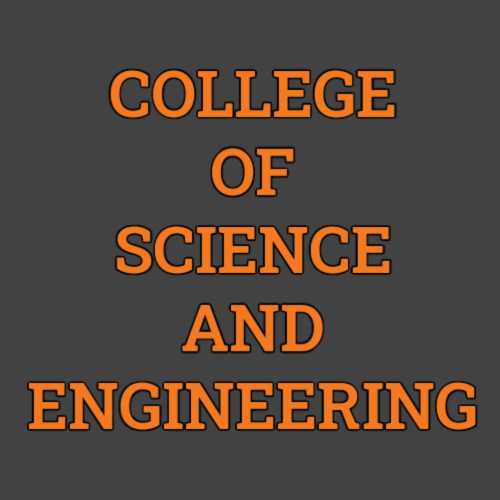 COLLEGE
OF
SCIENCE
AND
ENGINEERING